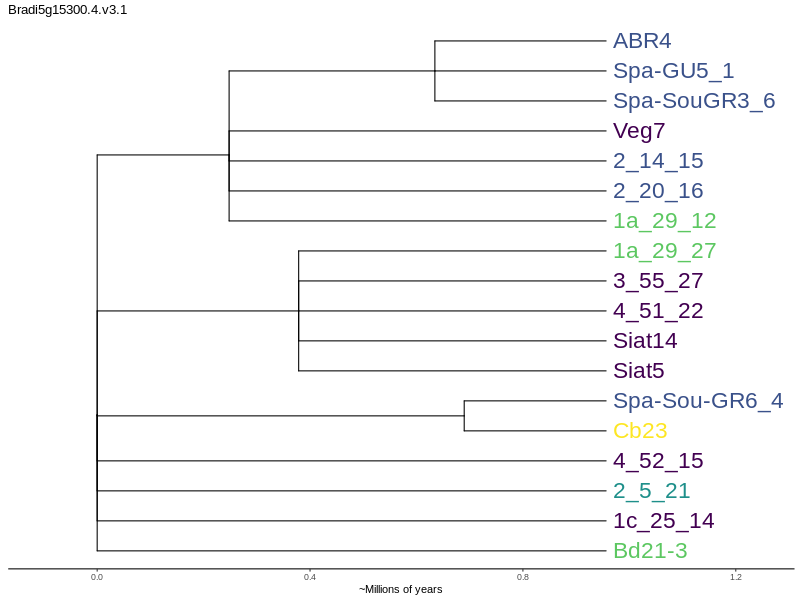 Bradi5g15300.4.v3.1
ABR4
Spa-GU5_1
Spa-SouGR3_6
Veg7
2_14_15
2_20_16
1a_29_12
1a_29_27
3_55_27
4_51_22
Siat14
Siat5
Spa-Sou-GR6_4
Cb23
4_52_15
2_5_21
1c_25_14
Bd21-3
0.0 0.4 0.8 1.2
~Millions of years